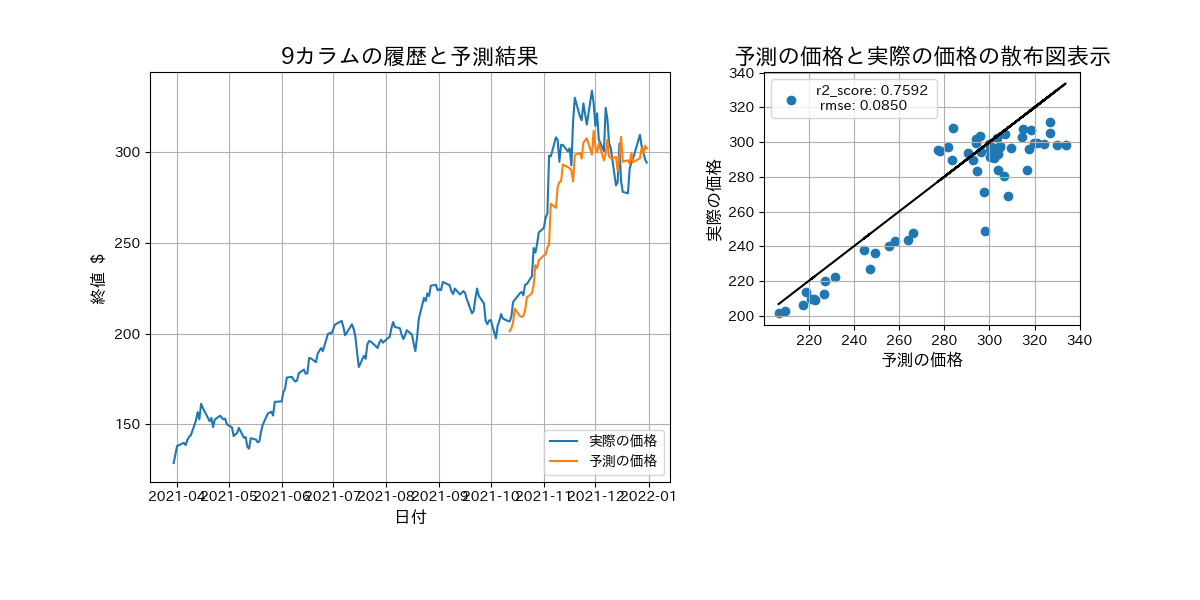 9カラムの履歴と予測結果
終値 $
300
250
200
150
2021-04 2021-05 2021-06 2021-07 2021-08 2021-09 2021-10 2021-11 2021-12 2022-01
日付
実際の価格
予測の価格
予測の価格と実際の価格の散布図表示
実際の価格
340
320
300
280
260
240
220
200
r2_score: 0.7592
rmse: 0.0850
220 240 260 280 300 320 340
予測の価格